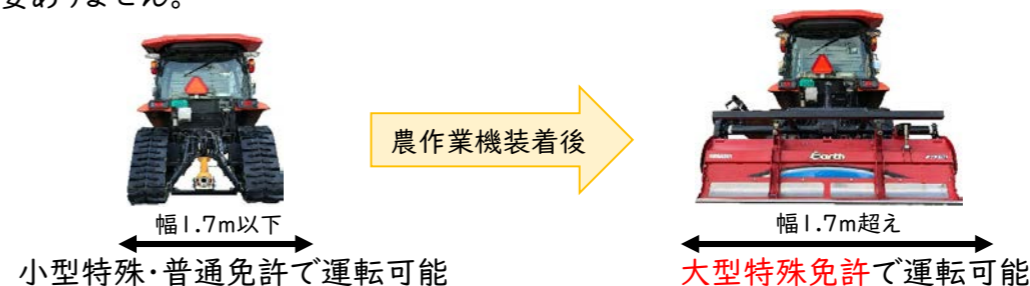 要ありません。
農作業機装着後
Earth
幅1.7m以下
幅1.7m超え
小型特殊・普通免許で運転可能
大型特殊免許で運転可能